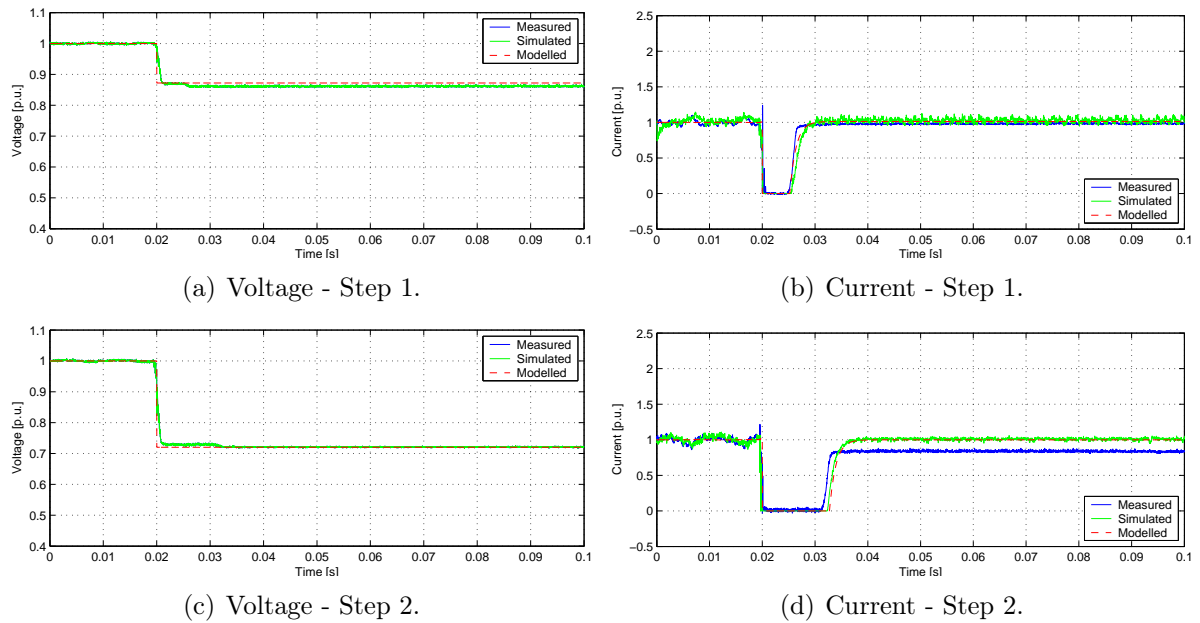 1.1
1
0.9
0.8
0.7
0.6
0.5
0.4
Voltage [p.u.]
Measured
Simulated
Modelled
0 0.01 0.02 0.03 0.04 0.05 0.06 0.07 0.08 0.09 0.1
Time [s]
(a) Voltage - Step 1.
2.5
2
1.5
1
0.5
0
−0.5
Current [p.u.]
Measured
Simulated
Modelled
0 0.01 0.02 0.03 0.04 0.05 0.06 0.07 0.08 0.09 0.1
Time [s]
(b) Current - Step 1.
1.1
1
0.9
0.8
0.7
0.6
0.5
0.4
Voltage [p.u.]
Measured
Simulated
Modelled
0 0.01 0.02 0.03 0.04 0.05 0.06 0.07 0.08 0.09 0.1
Time [s]
(c) Voltage - Step 2.
2.5
2
1.5
1
0.5
0
−0.5
Current [p.u.]
Measured
Simulated
Modelled
0 0.01 0.02 0.03 0.04 0.05 0.06 0.07 0.08 0.09 0.1
Time [s]
(d) Current - Step 2.